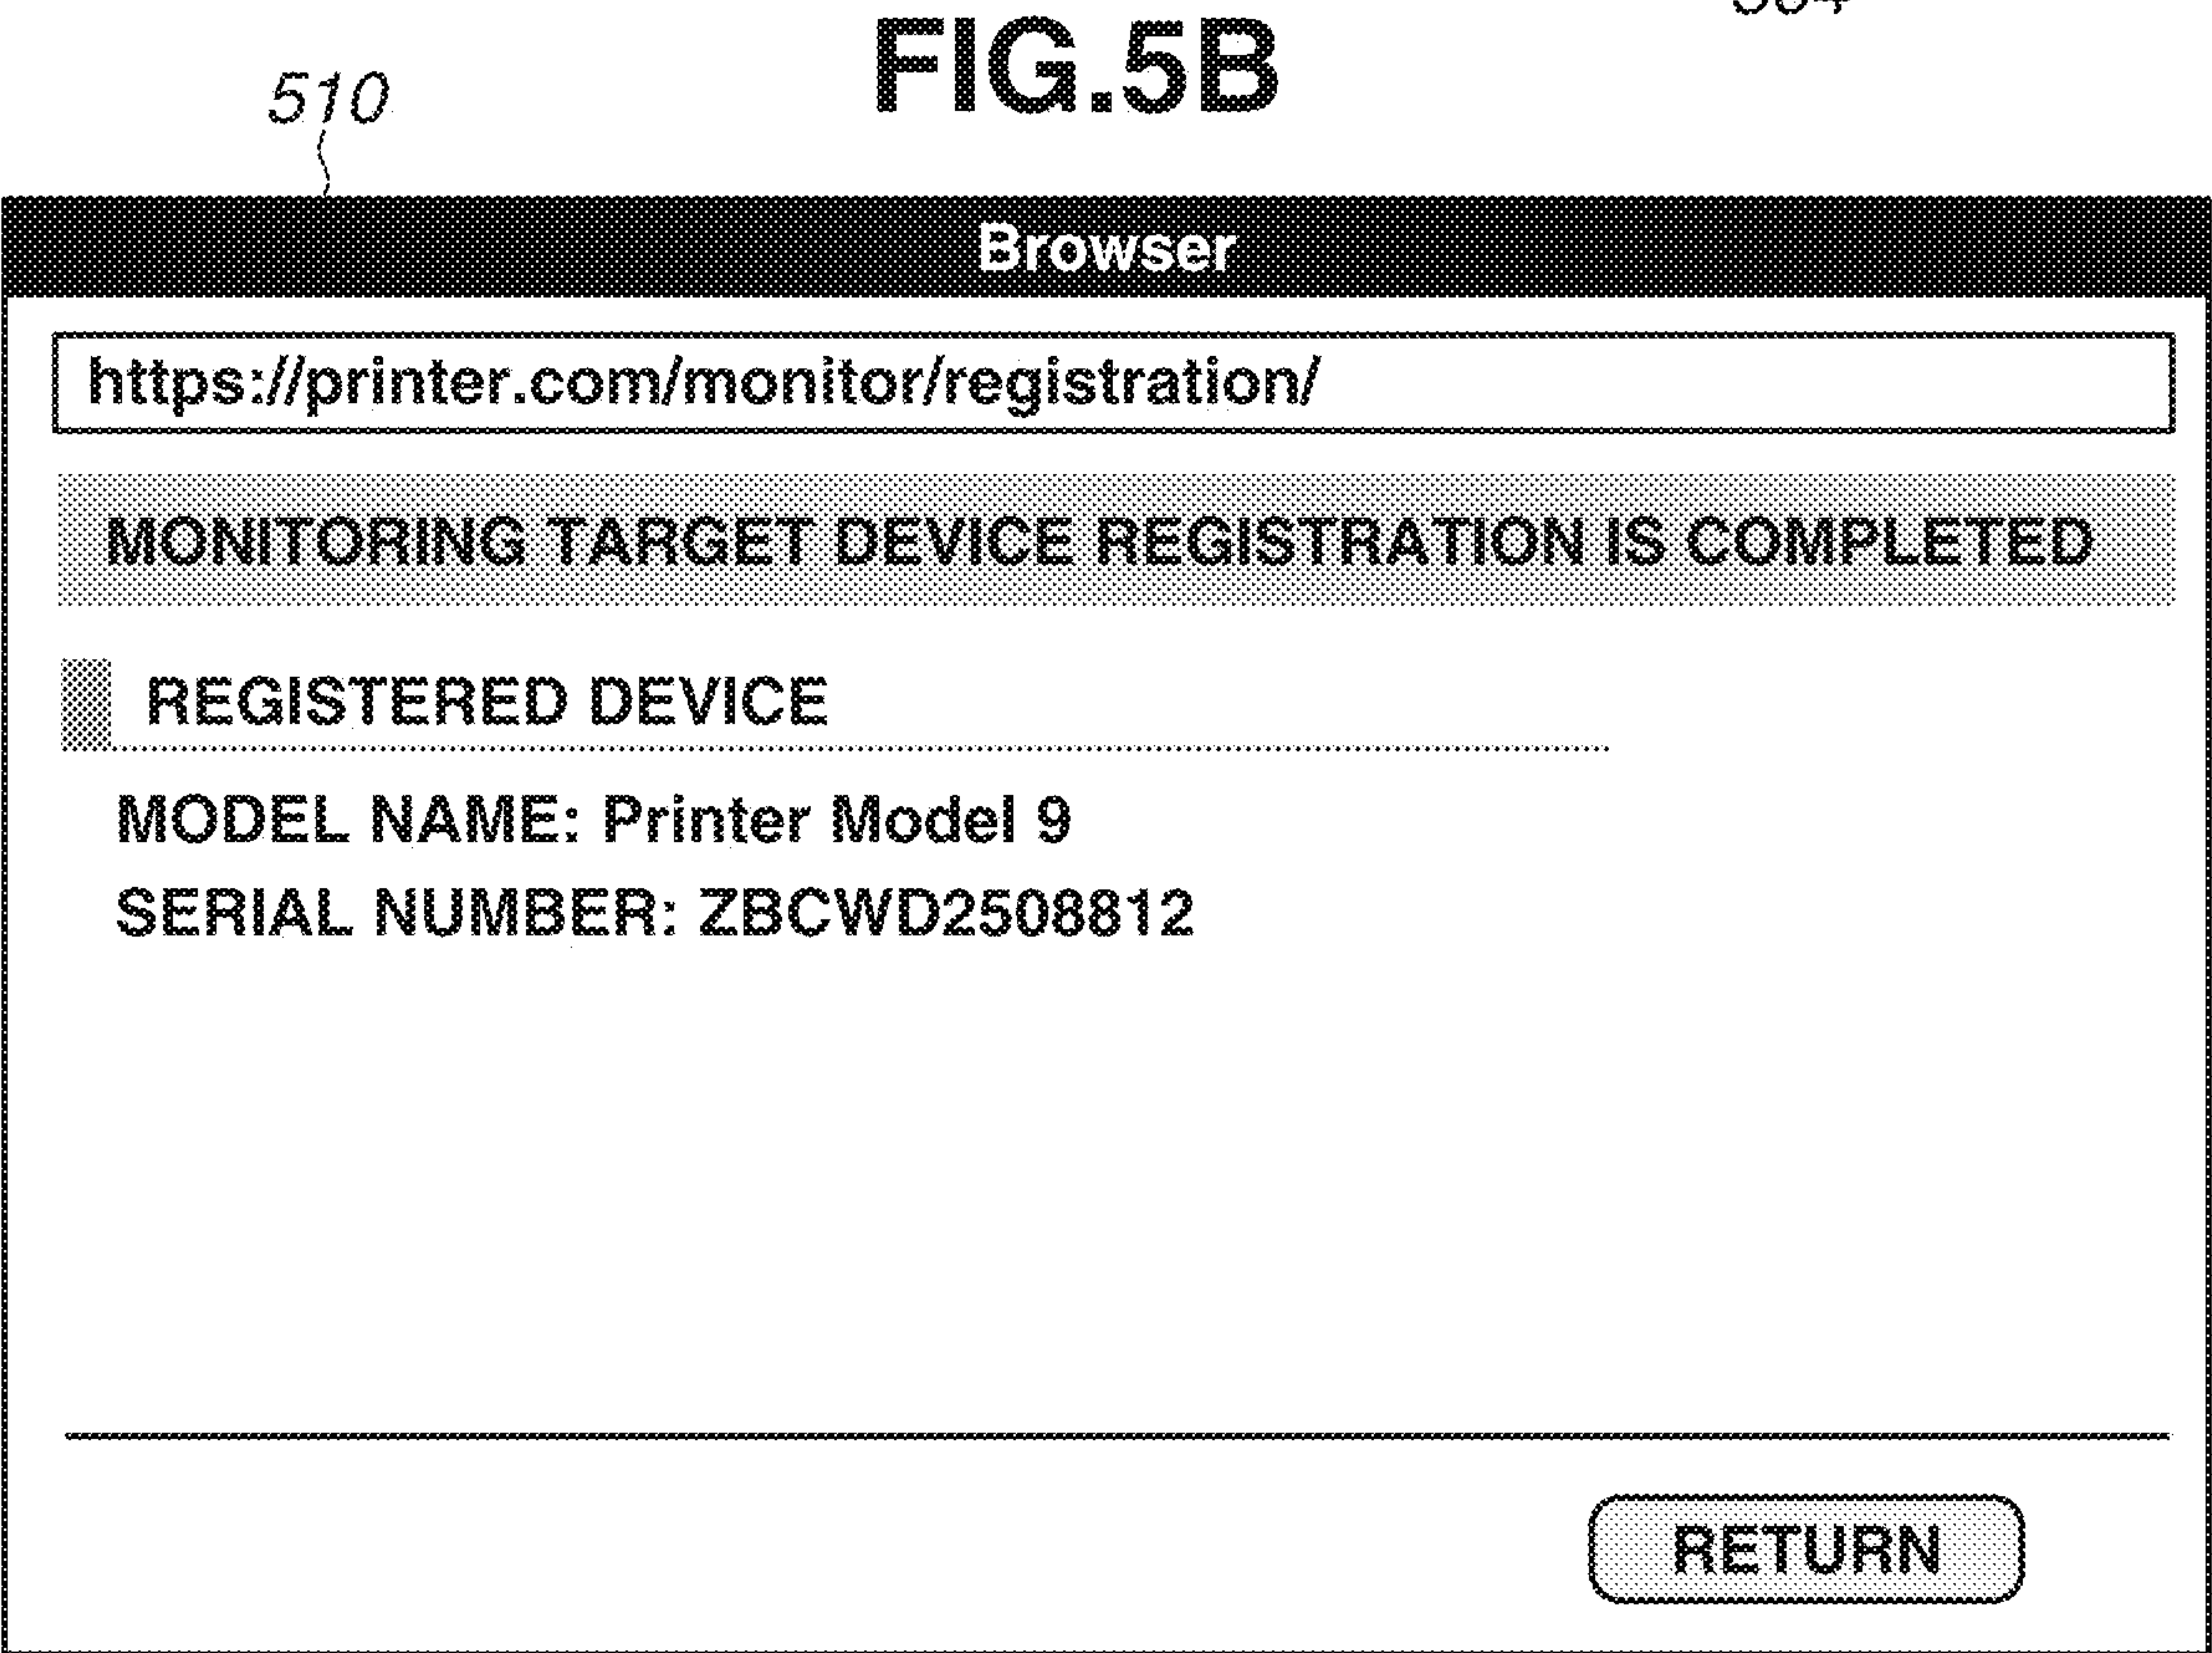 FIG.5B
510
Browser
https://printer.com/monitor/registration/
MONITORING TARGET DEVICE REGISTRATION IS COMPLETED
REGISTERED DEVICE
MODEL NAME: Printer Model 9
SERIAL NUMBER: ZBCWD2508812
RETURN